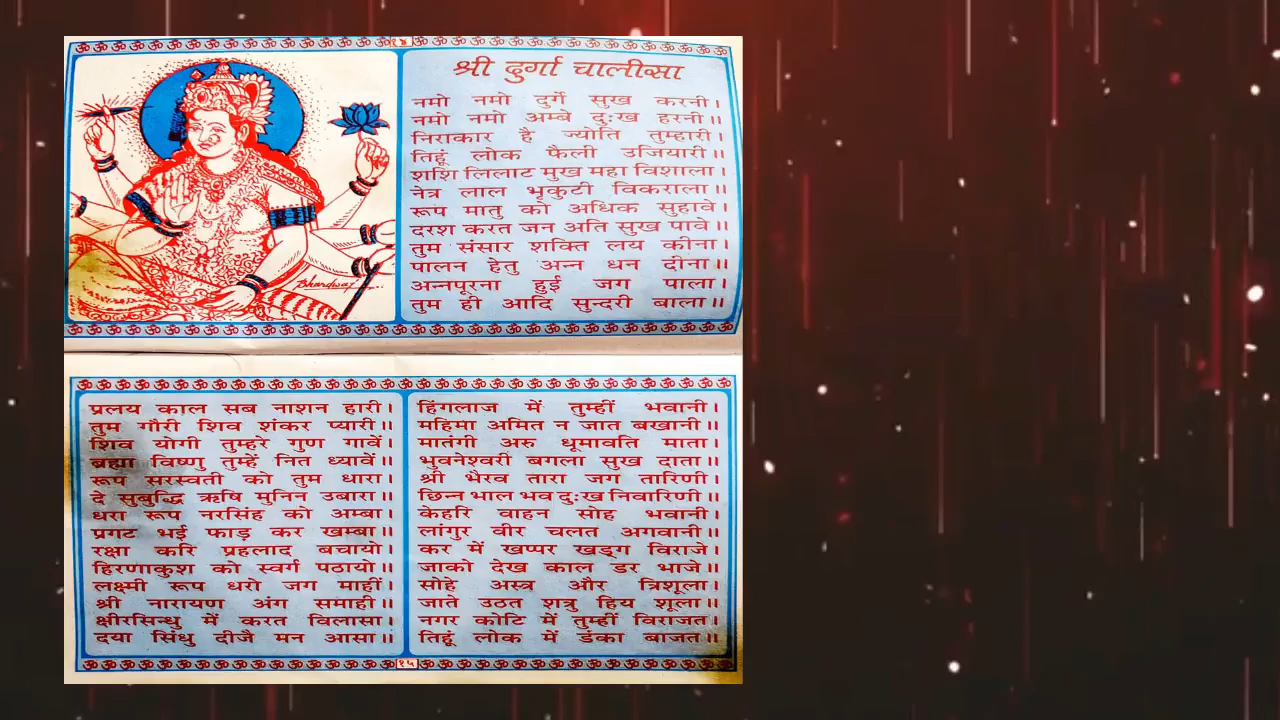 १४
श्री दुर्गा चालीसा
नमो नमो दुर्गे सुख करनी।
नमो नमो अम्बे दुःख हरनी॥
निराकार है ज्योति तुम्हारी।
तिहूं लोक फैली उजियारी॥
शशि लिलाट मुख महा विशाला।
नेत्र लाल भृकुटी विकराला॥
रूप मातु को अधिक सुहावे।
दरश करत जन अति सुख पावे॥
तुम संसार शक्ति लय कीना।
पालन हेतु अन्न धन दीना॥
अन्नपूरना हुई जग पाला।
तुम ही आदि सुन्दरी बाला॥
Bhardwaj
प्रलय काल सब नाशन हारी।
तुम गौरी शिव शंकर प्यारी॥
शिव योगी तुम्हरे गुण गावें।
ब्रह्मा विष्णु तुम्हें नित ध्यावें॥
रूप सरस्वती को तुम धारा।
दे सुबुद्धि ऋषि मुनिन उबारा॥
धरा रूप नरसिंह को अम्बा।
प्रगट भई फाड़ कर खम्बा॥
रक्षा करि प्रहलाद बचायो।
हिरणाकुश को स्वर्ग पठायो॥
लक्ष्मी रूप धरो जग माहीं।
श्री नारायण अंग समाही॥
क्षीरसिन्धु में करत विलासा।
दया सिंधु दीजै मन आसा॥
हिंगलाज में तुम्हीं भवानी।
महिमा अमित न जात बखानी॥
मातंगी अरु धूमावति माता।
भुवनेश्वरी बगला सुख दाता॥
श्री भैरव तारा जग तारिणी।
छिन्न भाल भव दुःख निवारिणी॥
केहरि वाहन सोह भवानी।
लांगुर वीर चलत अगवानी॥
कर में खप्पर खड्ग विराजे।
जाको देख काल डर भाजे॥
सोहे अस्त्र और त्रिशूला।
जाते उठत शत्रु हिय शूला॥
नगर कोटि में तुम्हीं विराजत।
तिहूं लोक में डंका बाजत॥
१५